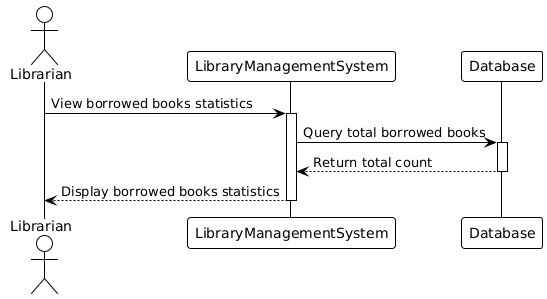 Librarian
LibraryManagementSystem
Database
View borrowed books statistics
Query total borrowed books
Return total count
Display borrowed books statistics
Librarian
LibraryManagementSystem
Database